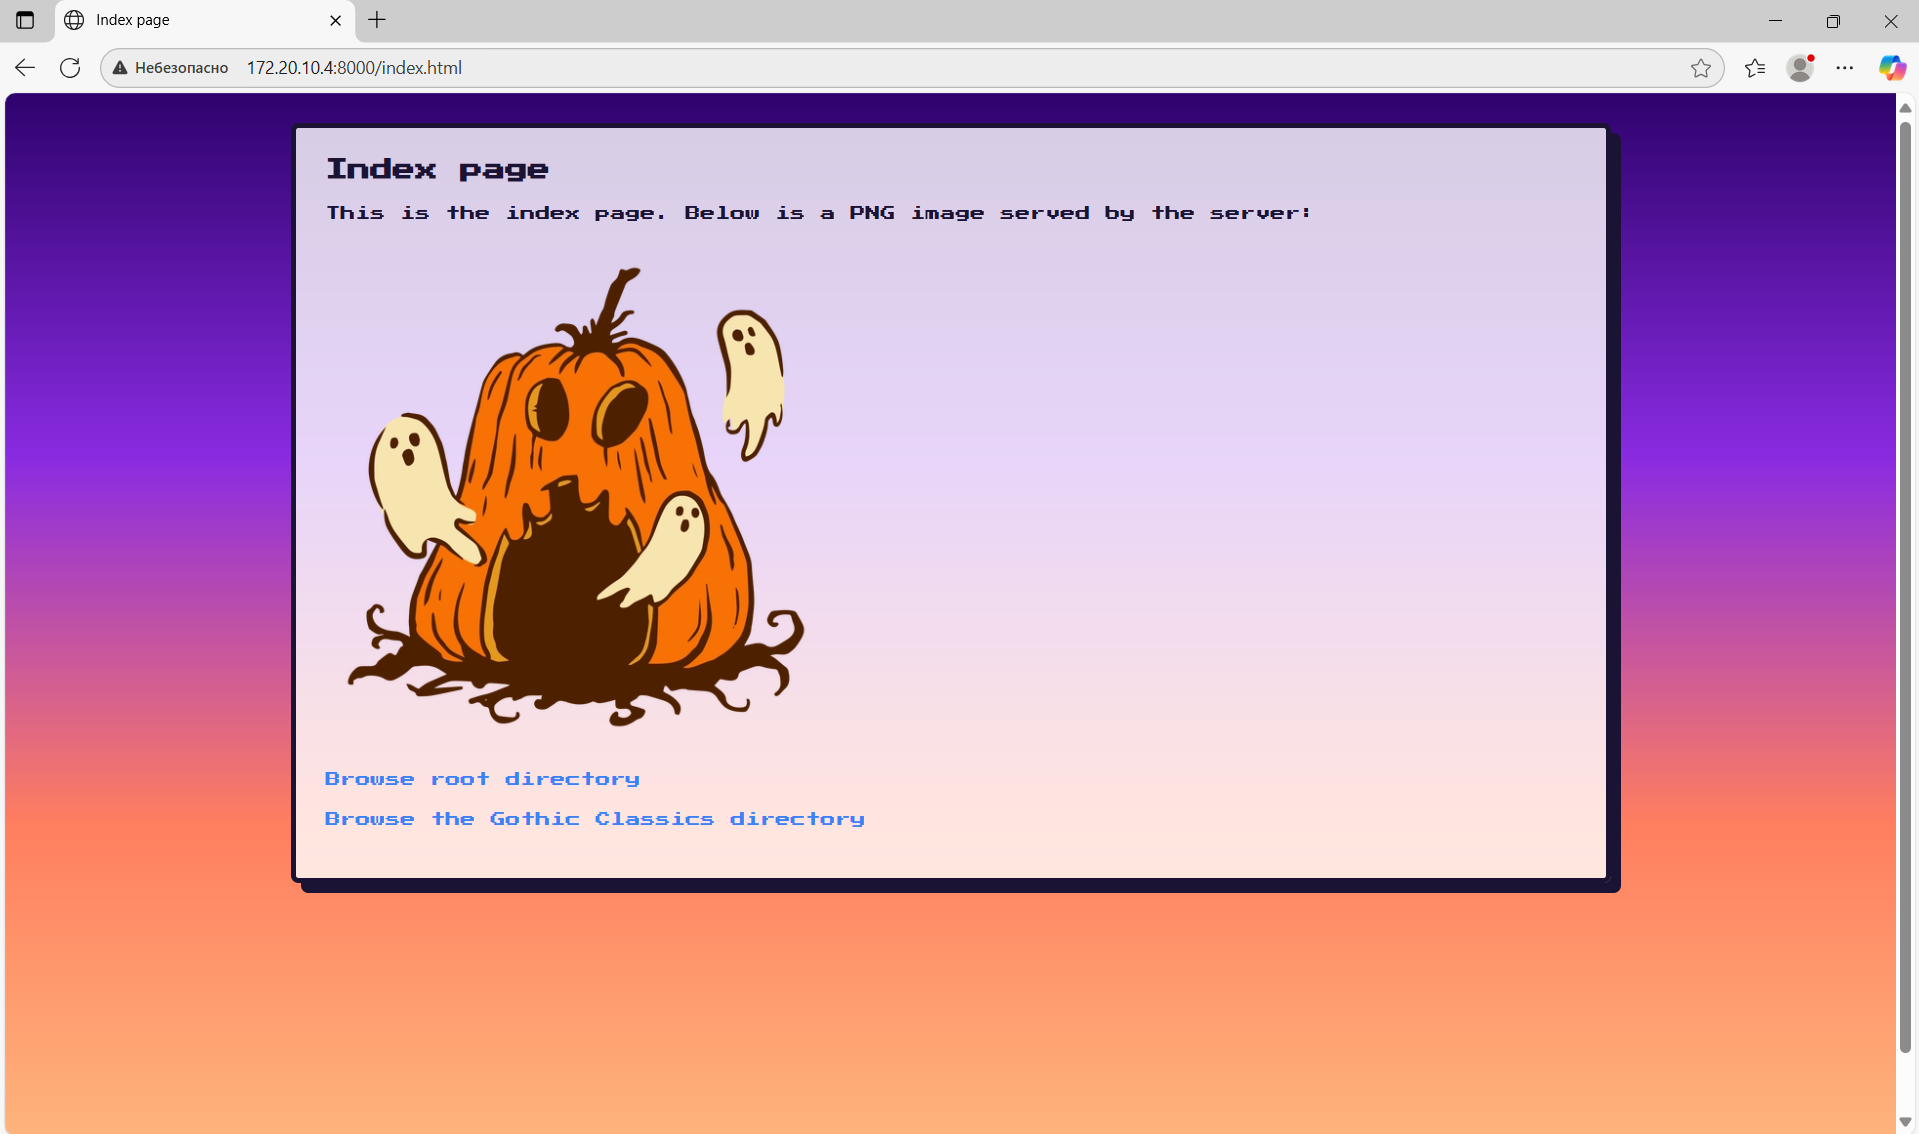 Index page
Небезопасно 172.20.10.4:8000/index.html
Index page
This is the index page. Below is a PNG image served by the server:
Browse root directory
Browse the Gothic Classics directory